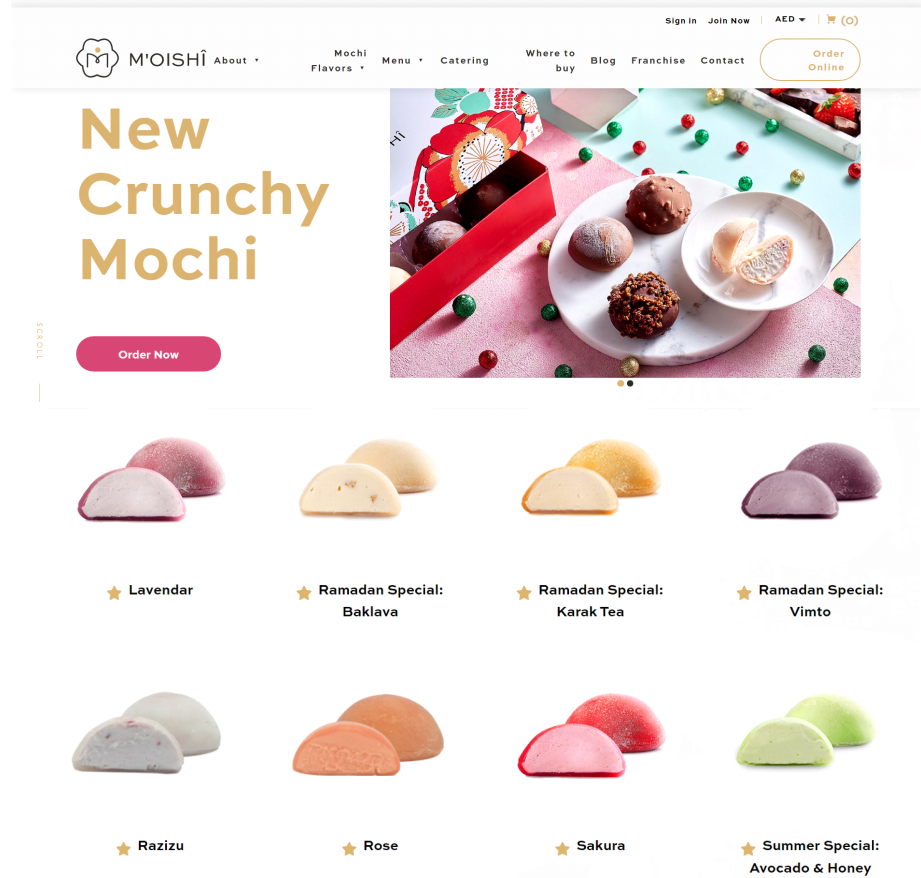 Sign in Join Now AED (0)
M'OISHÎ
About
Mochi
Flavors
Menu
Catering
Where to
buy
Blog
Franchise
Contact
Order
Online
New
Crunchy
Mochi
Order Now
SCROLL
Lavendar
Ramadan Special:
Baklava
Ramadan Special:
Karak Tea
Ramadan Special:
Vimto
Razizu
Rose
Sakura
Summer Special:
Avocado & Honey